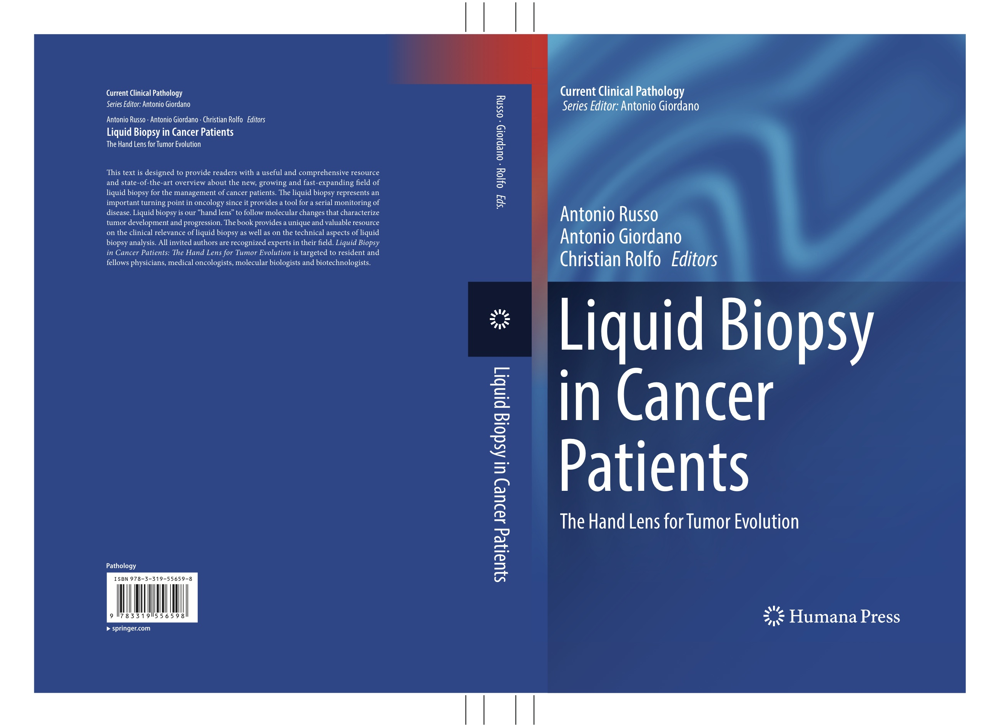 Current Clinical Pathology
Series Editor: Antonio Giordano
Antonio Russo · Antonio Giordano · Christian Rolfo Editors
Liquid Biopsy in Cancer Patients
The Hand Lens for Tumor Evolution
This text is designed to provide readers with a useful and comprehensive resource
and state-of-the-art overview about the new, growing and fast-expanding field of
liquid biopsy for the management of cancer patients. The liquid biopsy represents an
important turning point in oncology since it provides a tool for a serial monitoring of
disease. Liquid biopsy is our “hand lens” to follow molecular changes that characterize
tumor development and progression. The book provides a unique and valuable resource
on the clinical relevance of liquid biopsy as well as on the technical aspects of liquid
biopsy analysis. All invited authors are recognized experts in their field. Liquid Biopsy
in Cancer Patients: The Hand Lens for Tumor Evolution is targeted to resident and
fellows physicians, medical oncologists, molecular biologists and biotechnologists.
Pathology
ISBN 978-3-319-55659-8
9 783319 556598
▶ springer.com
Russo · Giordano · Rolfo Eds.
Liquid Biopsy in Cancer Patients
Current Clinical Pathology
Series Editor: Antonio Giordano
Antonio Russo
Antonio Giordano
Christian Rolfo Editors
Liquid Biopsy
in Cancer
Patients
The Hand Lens for Tumor Evolution
Humana Press